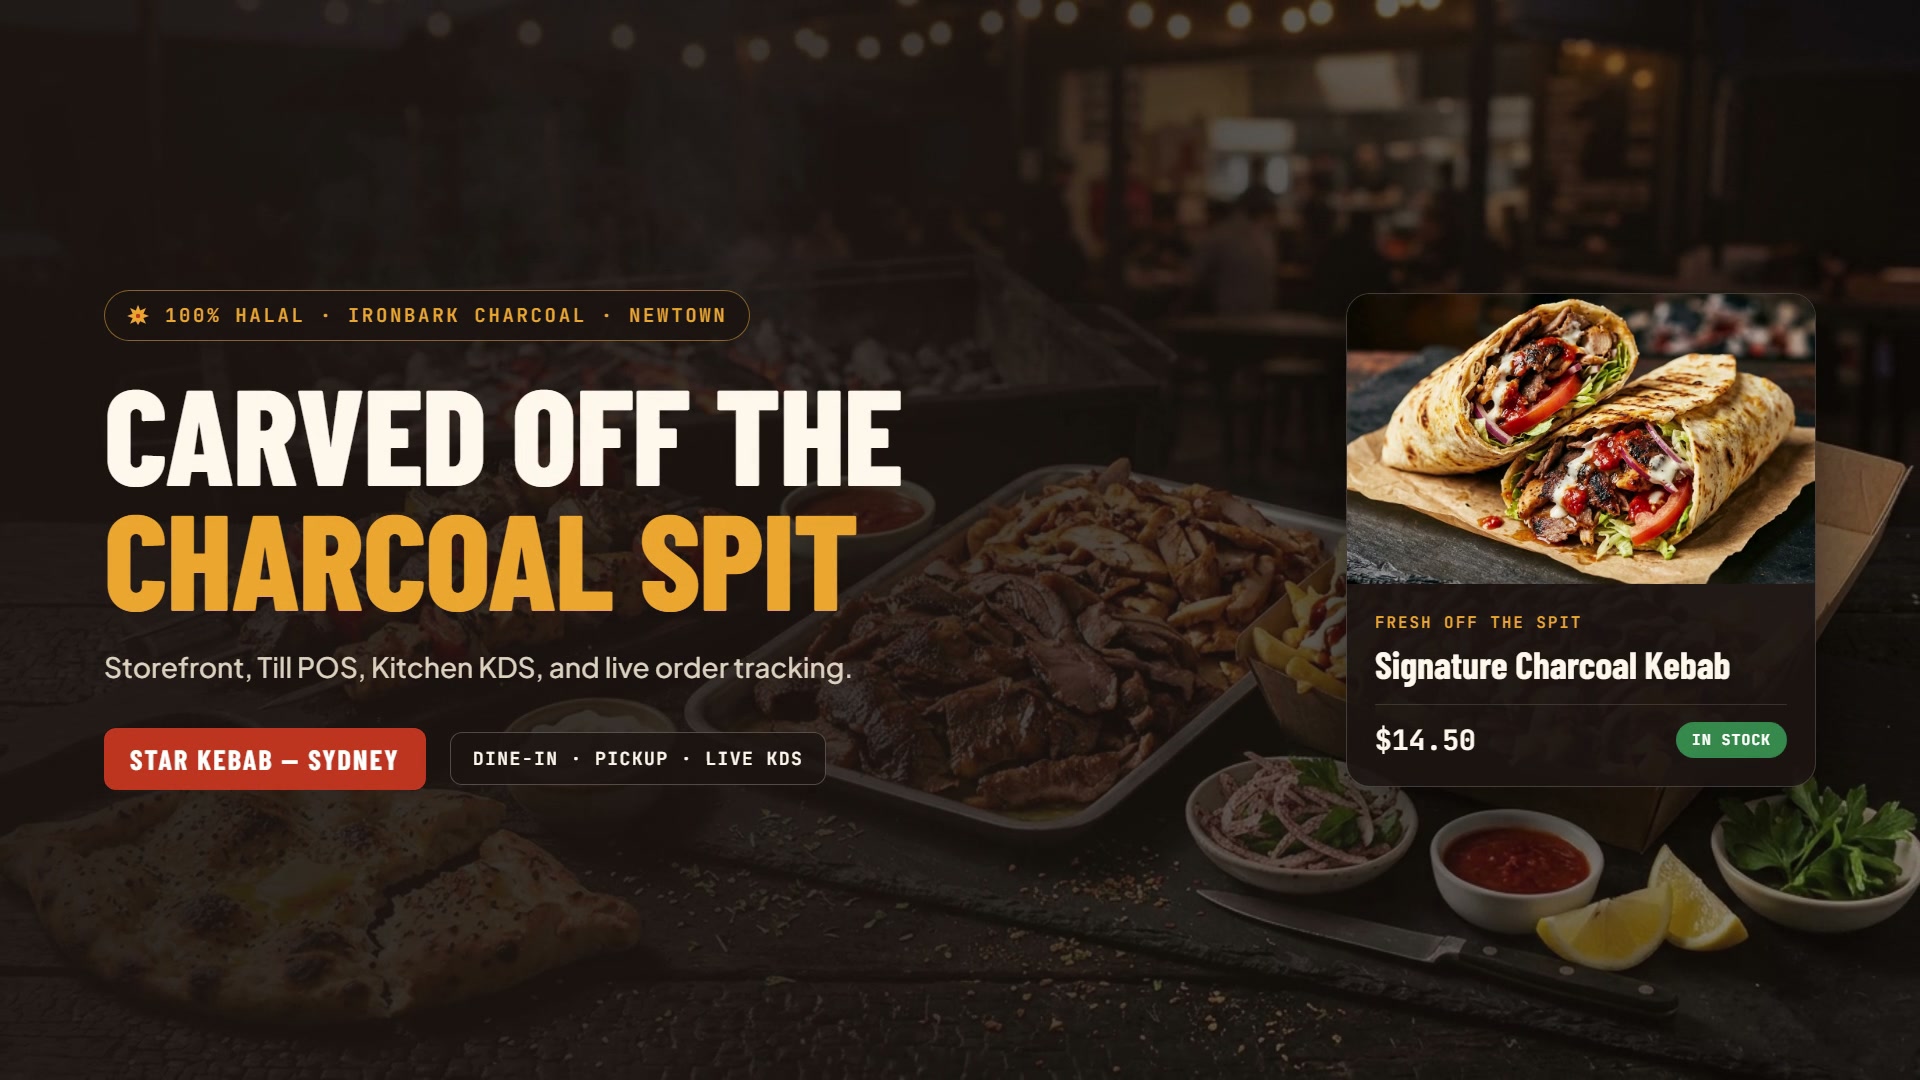 100% HALAL · IRONBARK CHARCOAL · NEWTOWN
CARVED OFF THE
CHARCOAL SPIT
Storefront, Till POS, Kitchen KDS, and live order tracking.
STAR KEBAB — SYDNEY
DINE-IN · PICKUP · LIVE KDS
FRESH OFF THE SPIT
Signature Charcoal Kebab
$14.50
IN STOCK